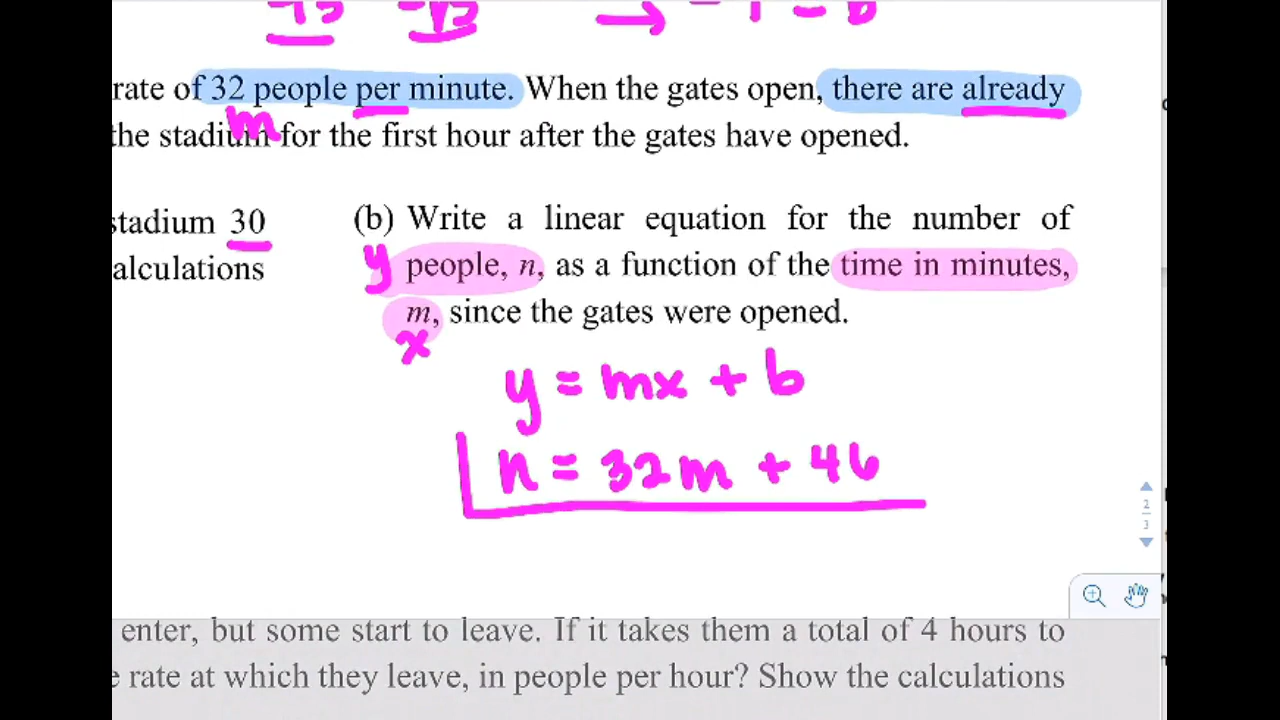 rate of 32 people per minute. When the gates open, there are already
m
the stadium for the first hour after the gates have opened.
stadium 30
alculations
(b) Write a linear equation for the number of
y people, n, as a function of the time in minutes,
m, since the gates were opened.
x
y = mx + b
n = 32m + 46
2
3
enter, but some start to leave. If it takes them a total of 4 hours to
e rate at which they leave, in people per hour? Show the calculations